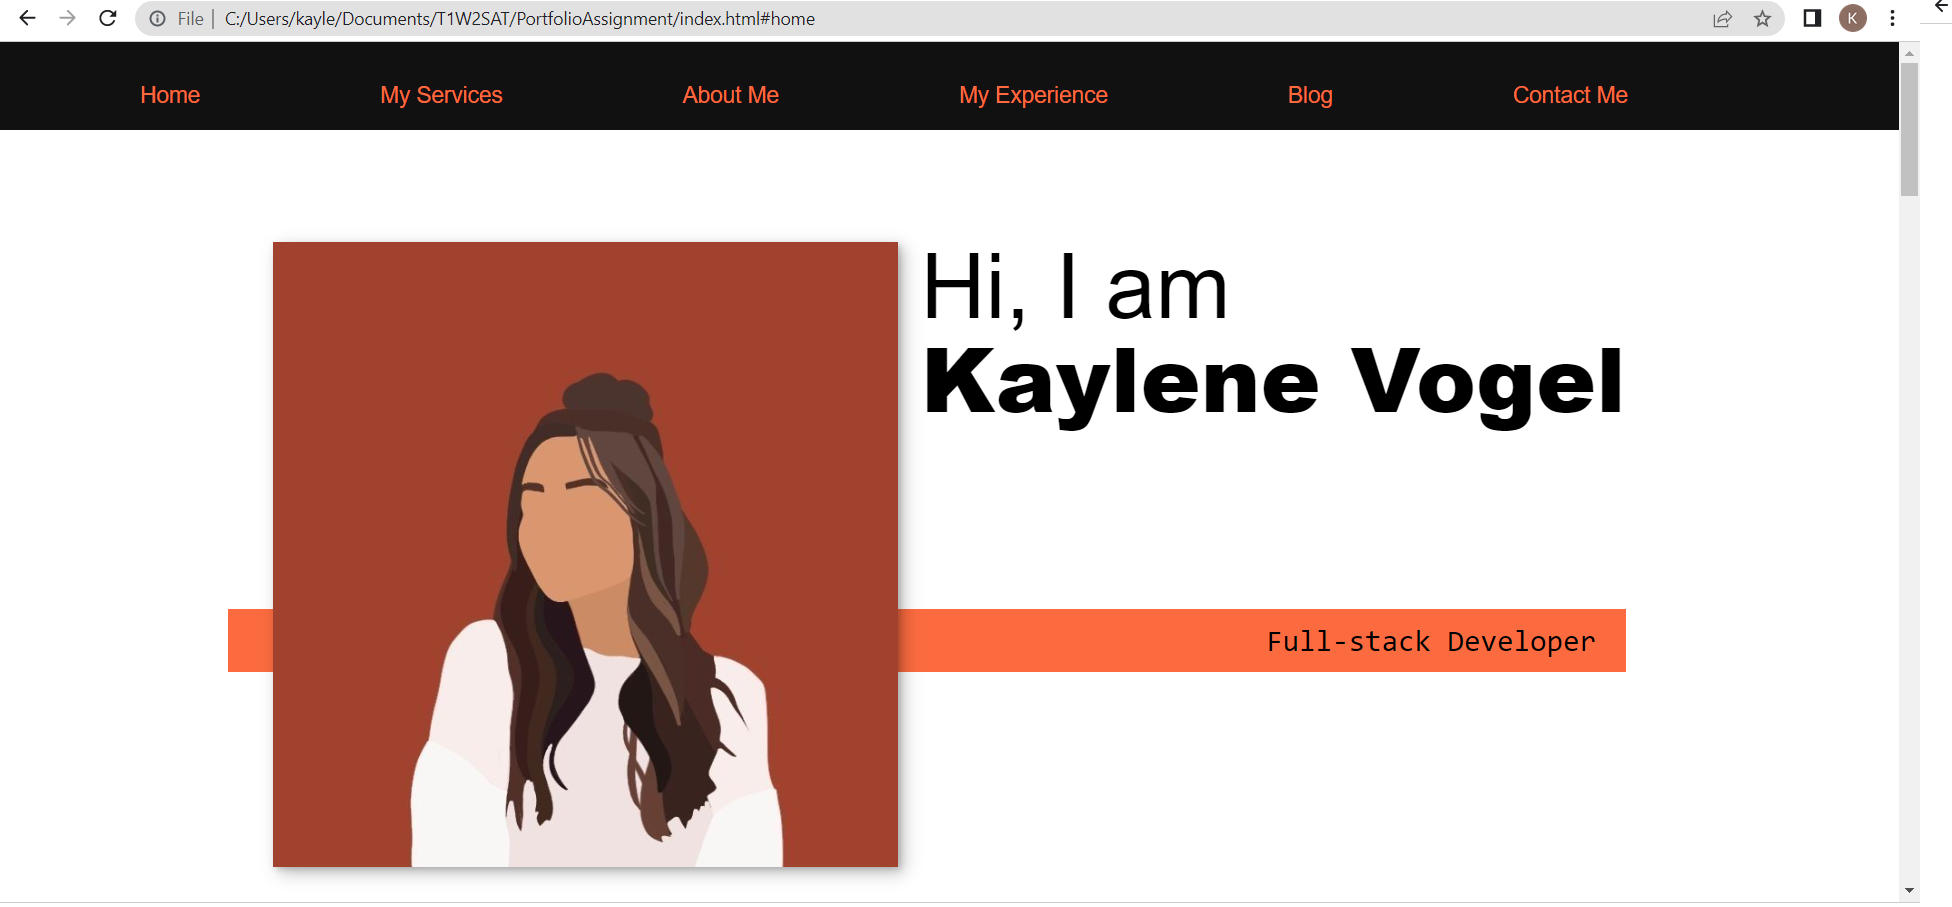 File | C:/Users/kayle/Documents/T1W2SAT/PortfolioAssignment/index.html#home K
Home My Services About Me My Experience Blog Contact Me
Hi, I am
Kaylene Vogel
Full-stack Developer